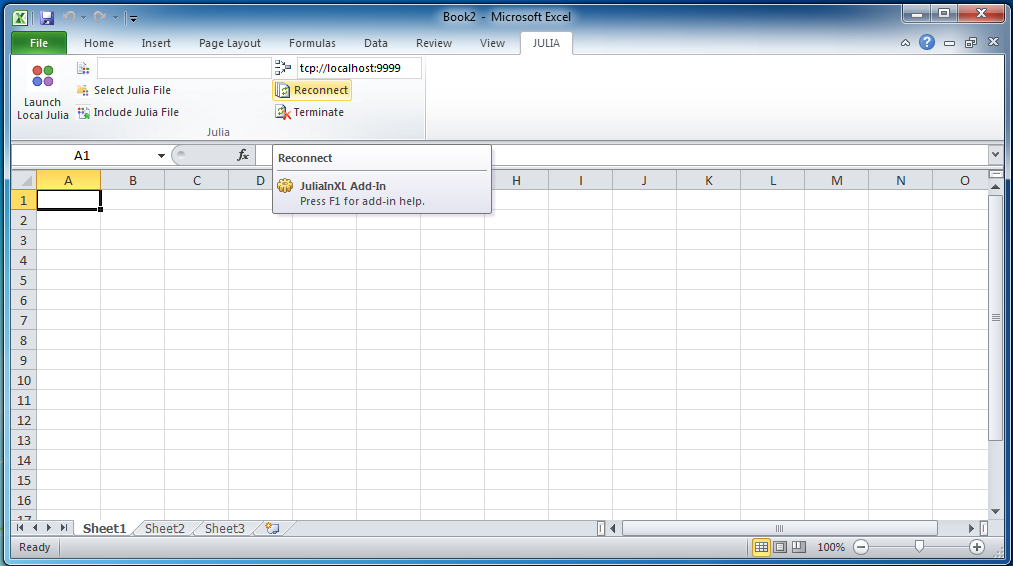 Book2 - Microsoft Excel
File Home Insert Page Layout Formulas Data Review View JULIA
tcp://localhost:9999
Launch Local Julia
Select Julia File
Reconnect
Include Julia File
Terminate
Julia
A1
fx
Reconnect
JuliaInXL Add-In
Press F1 for add-in help.
A B C D H I J K L M N O
1
2
3
4
5
6
7
8
9
10
11
12
13
14
15
16
17
Sheet1 Sheet2 Sheet3
Ready
100%